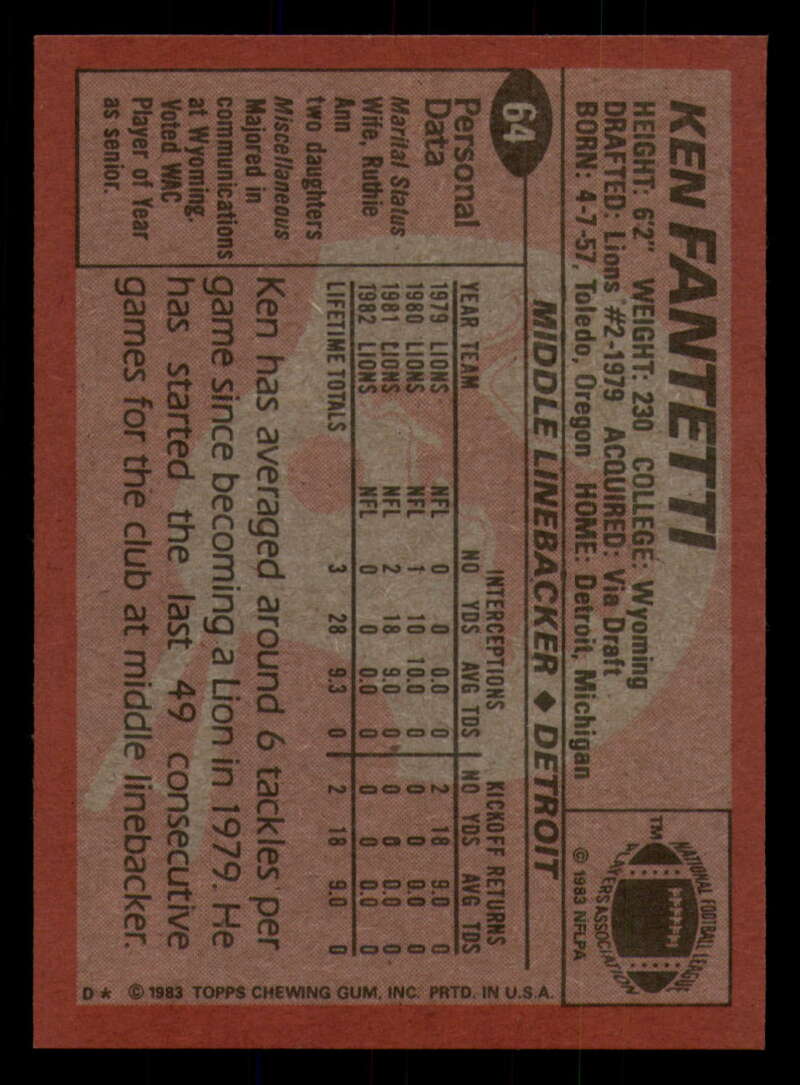 KEN FANTETTI
HEIGHT: 6'2" WEIGHT: 230 COLLEGE: Wyoming
DRAFTED: Lions #2-1979 ACQUIRED: Via Draft
BORN: 4-7-57, Toledo, Oregon HOME: Detroit, Michigan
NATIONAL FOOTBALL LEAGUE
PLAYERS ASSOCIATION
TM
© 1983 NFLPA
64
MIDDLE LINEBACKER ♦ DETROIT
Personal
Data
Marital Status
Wife, Ruthie
Ann
two daughters
Miscellaneous
Majored in
communications
at Wyoming.
Voted WAC
Player of Year
as senior.
INTERCEPTIONS KICKOFF RETURNS
YEAR TEAM NO YDS AVG TDS NO YDS AVG TDS
1979 LIONS NFL 0 0 0.0 0 2 18 9.0 0
1980 LIONS NFL 1 10 10.0 0 0 0 0.0 0
1981 LIONS NFL 2 18 9.0 0 0 0 0.0 0
1982 LIONS NFL 0 0 0.0 0 0 0 0.0 0
LIFETIME TOTALS 3 28 9.3 0 2 18 9.0 0
Ken has averaged around 6 tackles per
game since becoming a Lion in 1979. He
has started the last 49 consecutive
games for the club at middle linebacker.
D* © 1983 TOPPS CHEWING GUM, INC. PRTD. IN U.S.A.